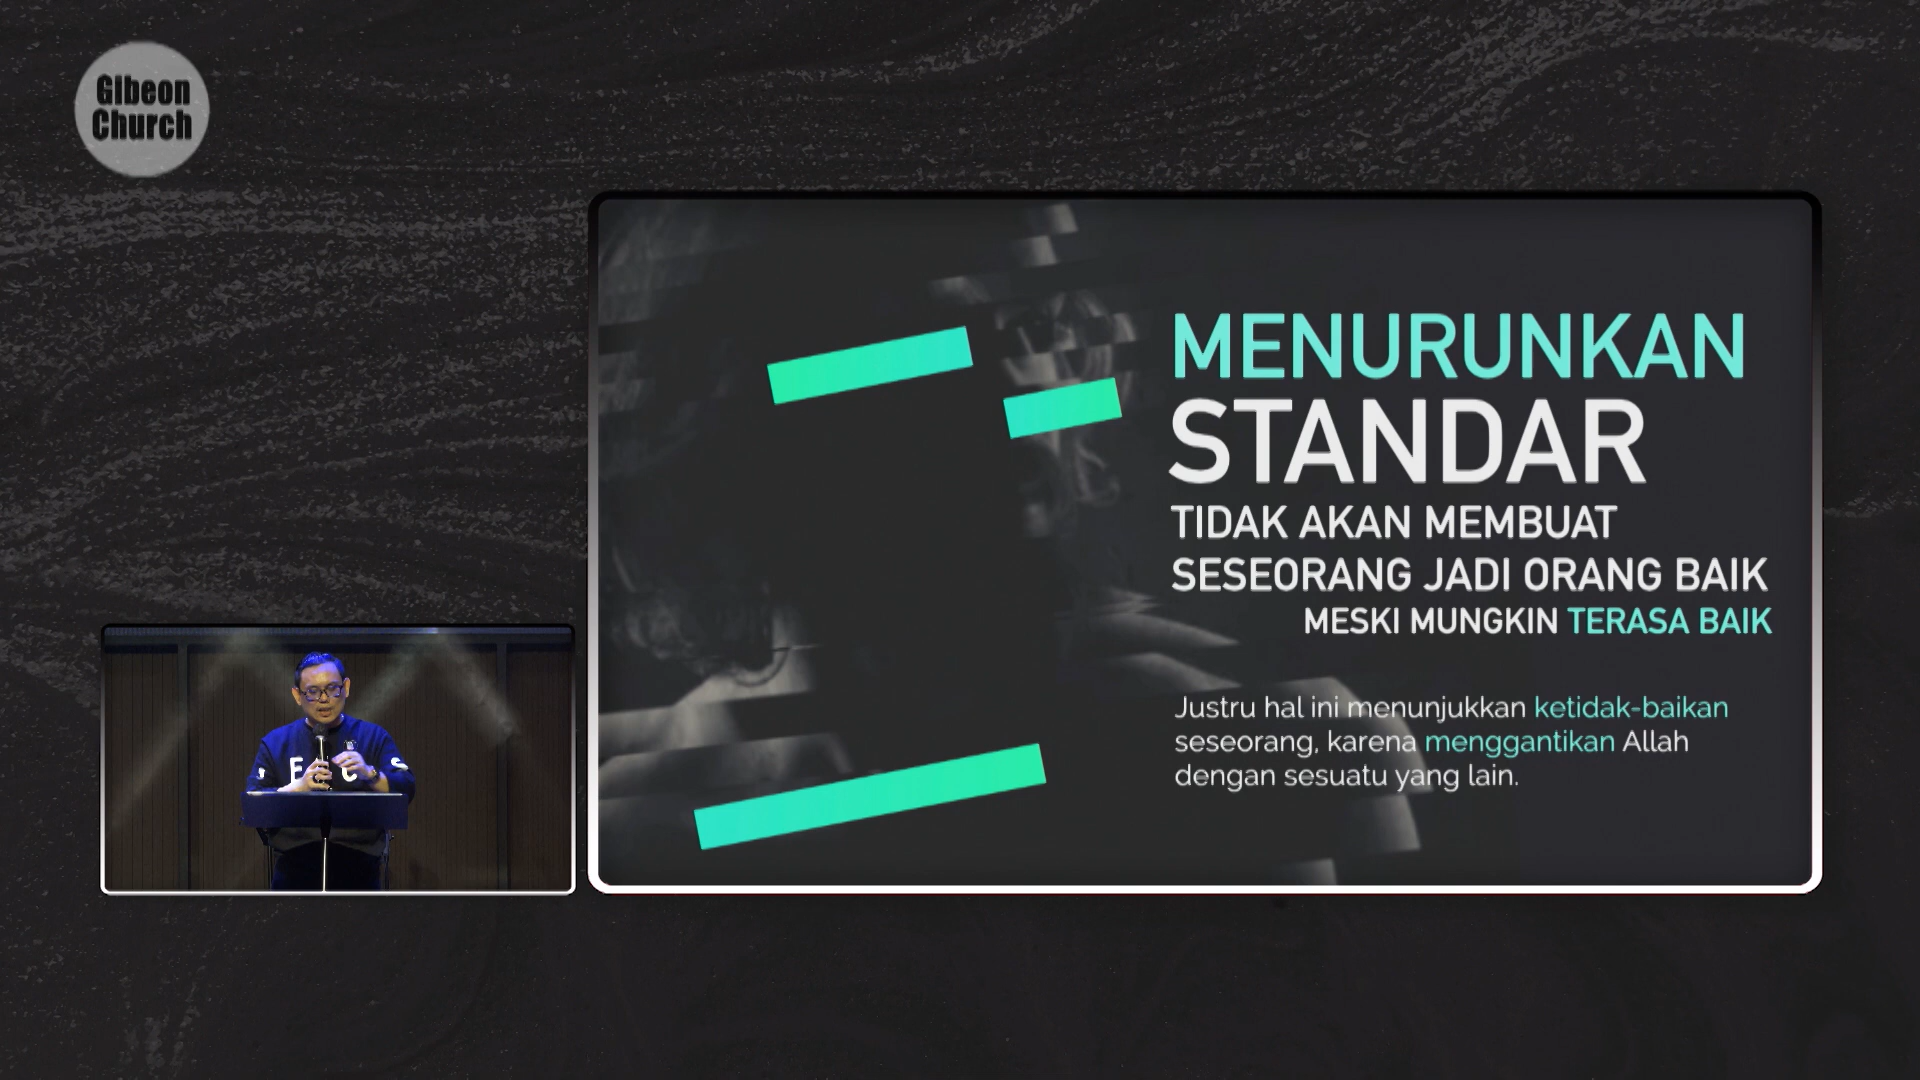 Gibeon
Church
MENURUNKAN
STANDAR
TIDAK AKAN MEMBUAT
SESEORANG JADI ORANG BAIK
MESKI MUNGKIN TERASA BAIK
Justru hal ini menunjukkan ketidak-baikan
seseorang, karena menggantikan Allah
dengan sesuatu yang lain.